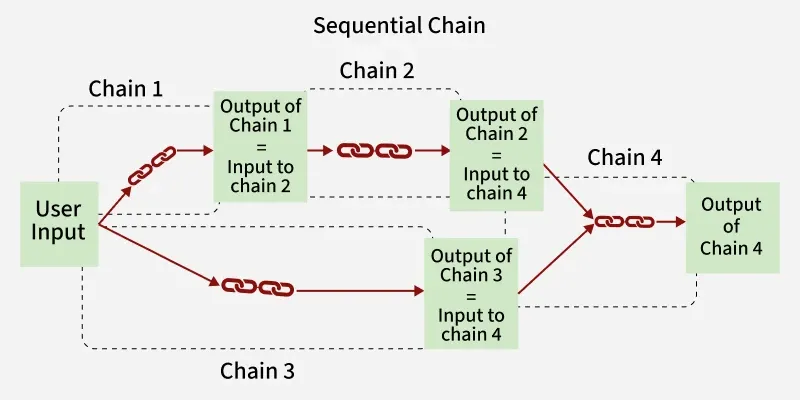 Sequential Chain
Chain 1
Chain 2
Output of
Chain 1
=
Input to
chain 2
Output of
Chain 2
=
Input to
chain 4
Chain 4
User
Input
Output
of
Chain 4
Output of
Chain 3
=
Input to
chain 4
Chain 3